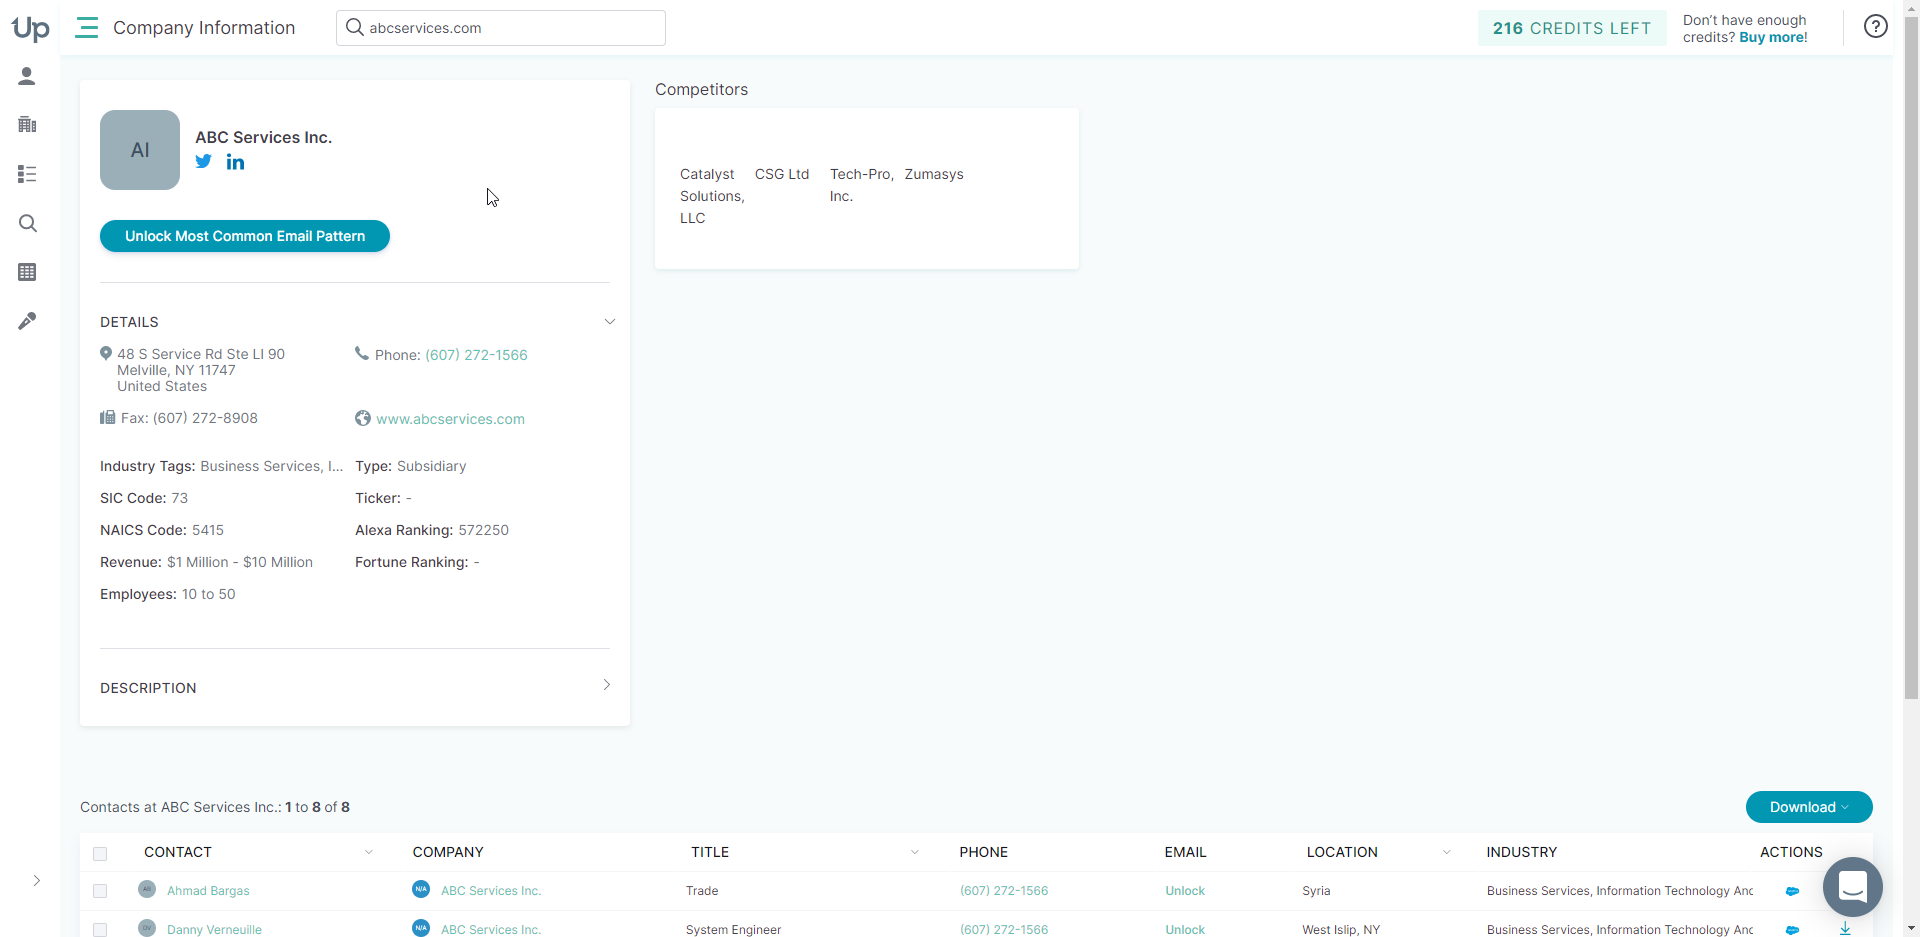 Up
Company Information
abcservices.com
216 CREDITS LEFT
Don't have enough
credits? Buy more!
?
AI
ABC Services Inc.
in
Unlock Most Common Email Pattern
DETAILS
48 S Service Rd Ste LI 90
Melville, NY 11747
United States
Phone: (607) 272-1566
Fax: (607) 272-8908
www.abcservices.com
Industry Tags: Business Services, I...
Type: Subsidiary
SIC Code: 73
Ticker: -
NAICS Code: 5415
Alexa Ranking: 572250
Revenue: $1 Million - $10 Million
Fortune Ranking: -
Employees: 10 to 50
DESCRIPTION
Competitors
Catalyst
Solutions,
LLC
CSG Ltd
Tech-Pro,
Inc.
Zumasys
Contacts at ABC Services Inc.: 1 to 8 of 8
Download
CONTACT COMPANY TITLE PHONE EMAIL LOCATION INDUSTRY ACTIONS
AB Ahmad Bargas N/A ABC Services Inc. Trade (607) 272-1566 Unlock Syria Business Services, Information Technology Anc
DV Danny Verneuille N/A ABC Services Inc. System Engineer (607) 272-1566 Unlock West Islip, NY Business Services, Information Technology Anc